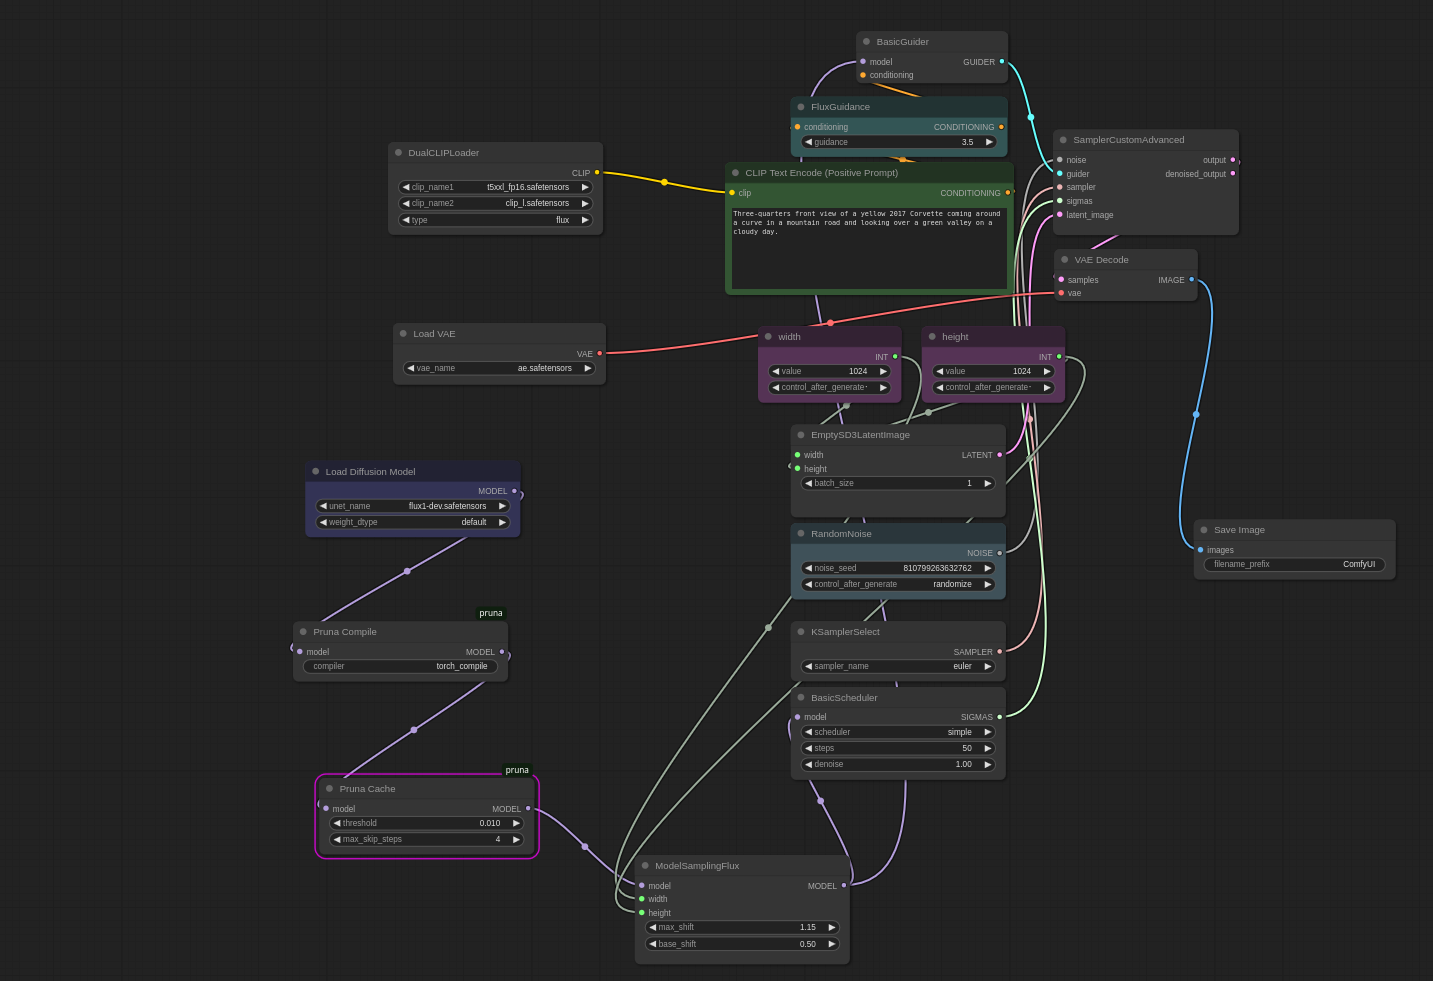 BasicGuider
model GUIDER
conditioning
FluxGuidance
conditioning CONDITIONING
guidance 3.5
SamplerCustomAdvanced
noise output
guider denoised_output
sampler
sigmas
latent_image
DualCLIPLoader
CLIP
clip_name1 t5xxl_fp16.safetensors
clip_name2 clip_l.safetensors
type flux
CLIP Text Encode (Positive Prompt)
clip CONDITIONING
Three-quarters front view of a yellow 2017 Corvette coming around
a curve in a mountain road and looking over a green valley on a
cloudy day.
VAE Decode
samples IMAGE
vae
Load VAE
VAE
vae_name ae.safetensors
width
INT
value 1024
control_after_generate
height
INT
value 1024
control_after_generate
EmptySD3LatentImage
width LATENT
height
batch_size 1
Load Diffusion Model
MODEL
unet_name flux1-dev.safetensors
weight_dtype default
RandomNoise
NOISE
noise_seed 810799263632762
control_after_generate randomize
Save Image
images
filename_prefix ComfyUI
pruna
Pruna Compile
model MODEL
compiler torch_compile
KSamplerSelect
SAMPLER
sampler_name euler
BasicScheduler
model SIGMAS
scheduler simple
steps 50
denoise 1.00
pruna
Pruna Cache
model MODEL
threshold 0.010
max_skip_steps 4
ModelSamplingFlux
model MODEL
width
height
max_shift 1.15
base_shift 0.50